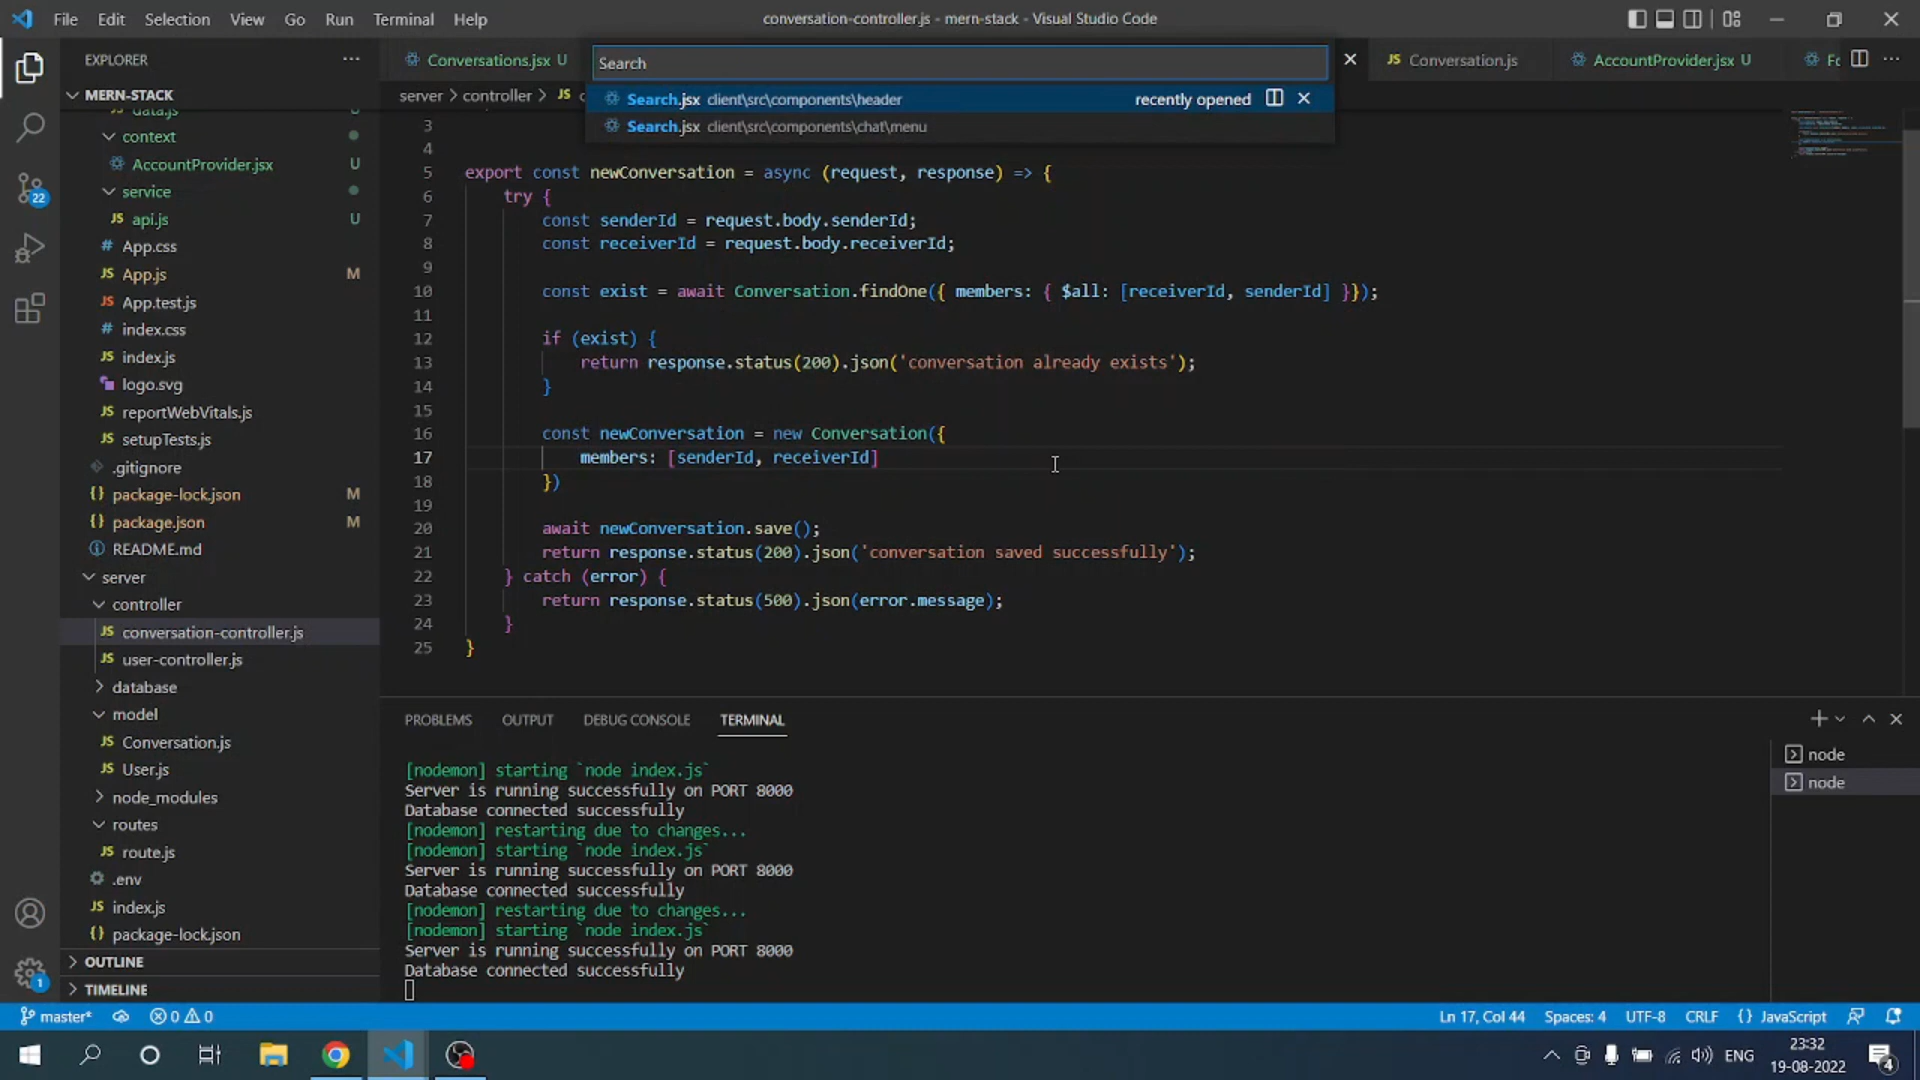 File Edit Selection View Go Run Terminal Help
conversation-controller.js - mern-stack - Visual Studio Code
EXPLORER
MERN-STACK
data.js
context
AccountProvider.jsx U
service
api.js U
App.css
App.js M
App.test.js
index.css
index.js
logo.svg
reportWebVitals.js
setupTests.js
.gitignore
package-lock.json M
package.json M
README.md
server
controller
conversation-controller.js
user-controller.js
database
model
Conversation.js
User.js
node_modules
routes
route.js
.env
index.js
package-lock.json
OUTLINE
TIMELINE
22
1
Conversations.jsx U
Conversation.js
AccountProvider.jsx U
Search
Search.jsx client\src\components\header recently opened
Search.jsx client\src\components\chat\menu
server > controller > JS
3
4
5 export const newConversation = async (request, response) => {
6 try {
7 const senderId = request.body.senderId;
8 const receiverId = request.body.receiverId;
9
10 const exist = await Conversation.findOne({ members: { $all: [receiverId, senderId] }});
11
12 if (exist) {
13 return response.status(200).json('conversation already exists');
14 }
15
16 const newConversation = new Conversation({
17 members: [senderId, receiverId]
18 })
19
20 await newConversation.save();
21 return response.status(200).json('conversation saved successfully');
22 } catch (error) {
23 return response.status(500).json(error.message);
24 }
25 }
PROBLEMS OUTPUT DEBUG CONSOLE TERMINAL
[nodemon] starting `node index.js`
Server is running successfully on PORT 8000
Database connected successfully
[nodemon] restarting due to changes...
[nodemon] starting `node index.js`
Server is running successfully on PORT 8000
Database connected successfully
[nodemon] restarting due to changes...
[nodemon] starting `node index.js`
Server is running successfully on PORT 8000
Database connected successfully
node
node
master* 0 0 Ln 17, Col 44 Spaces: 4 UTF-8 CRLF {} JavaScript
ENG
23:32
19-08-2022
4